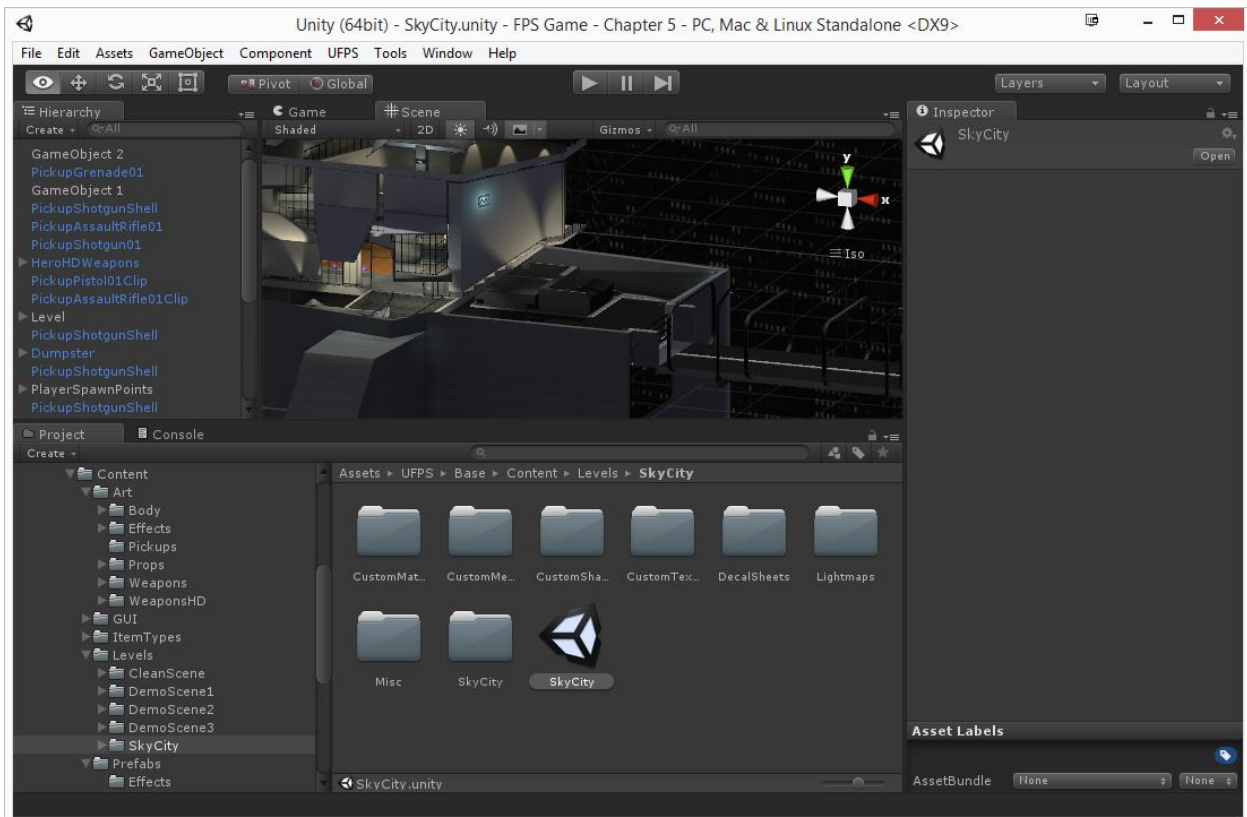 Unity (64bit) - SkyCity.unity - FPS Game - Chapter 5 - PC, Mac & Linux Standalone <DX9>
File Edit Assets GameObject Component UFPS Tools Window Help
Pivot Global Layers Layout
Hierarchy
Create All
GameObject 2
PickupGrenade01
GameObject 1
PickupShotgunShell
PickupAssaultRifle01
PickupShotgun01
HeroHDWeapons
PickupPistol01Clip
PickupAssaultRifle01Clip
Level
PickupShotgunShell
Dumpster
PickupShotgunShell
PlayerSpawnPoints
PickupShotgunShell
Game Scene
Shaded 2D Gizmos All
y
x
Iso
Inspector
SkyCity
Open
Project Console
Create
Content
Art
Body
Effects
Pickups
Props
Weapons
WeaponsHD
GUI
ItemTypes
Levels
CleanScene
DemoScene1
DemoScene2
DemoScene3
SkyCity
Prefabs
Effects
Assets UFPS Base Content Levels SkyCity
CustomMat... CustomMe... CustomSha... CustomTex... DecalSheets Lightmaps
Misc SkyCity SkyCity
SkyCity.unity
Asset Labels
AssetBundle None None